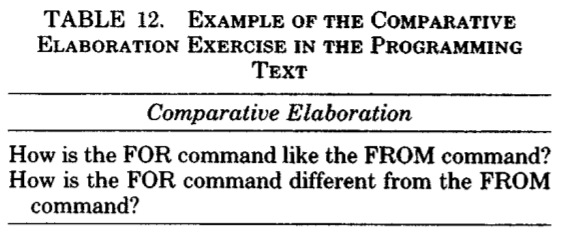 TABLE 12. EXAMPLE OF THE COMPARATIVE
ELABORATION EXERCISE IN THE PROGRAMMING
TEXT
Comparative Elaboration
How is the FOR command like the FROM command?
How is the FOR command different from the FROM
command?